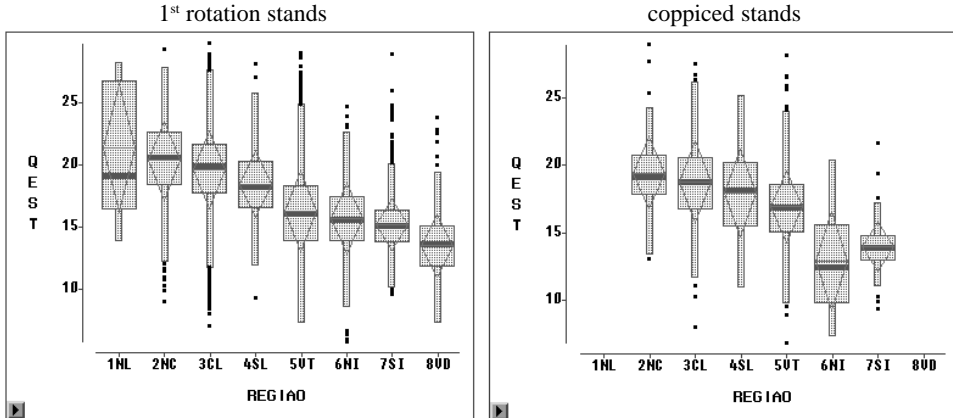 1st rotation stands
coppiced stands
25
20
15
10
Q
E
S
T
1NL 2NC 3CL 4SL 5VT 6NI 7SI 8VD
REGIAO
25
20
15
10
Q
E
S
T
1NL 2NC 3CL 4SL 5VT 6NI 7SI 8VD
REGIAO